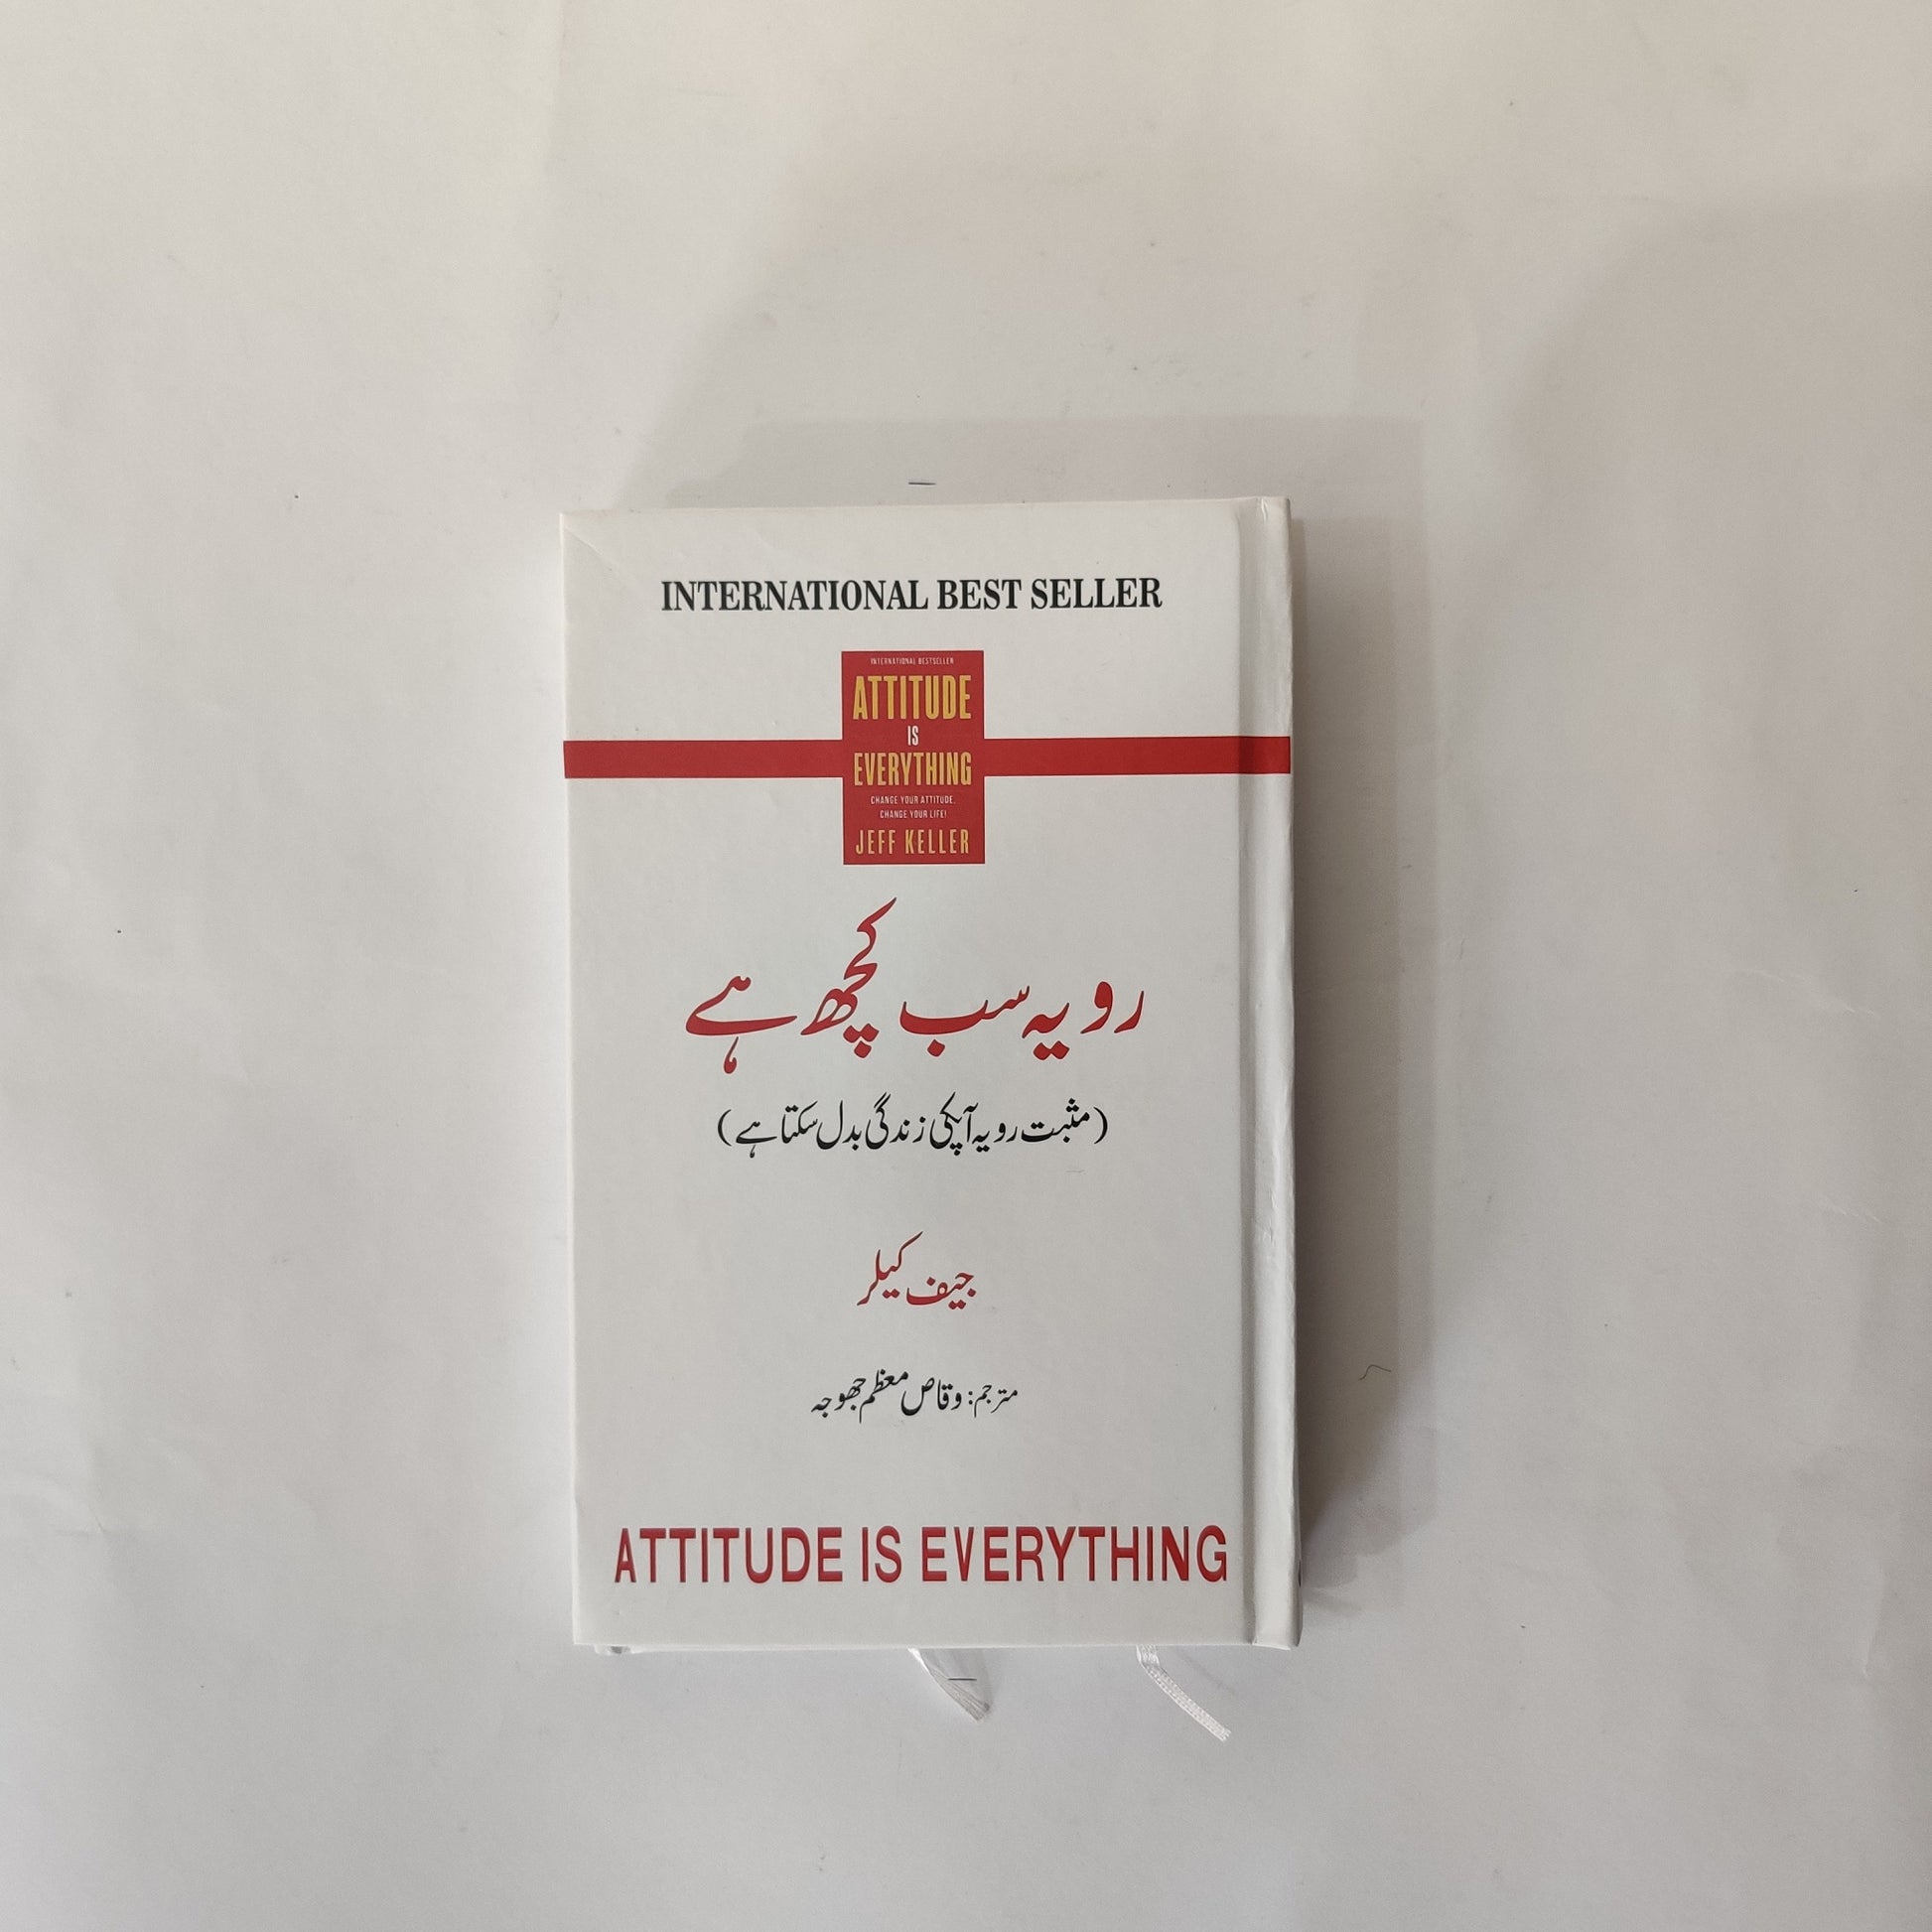 INTERNATIONAL BEST SELLER
INTERNATIONAL BESTSELLER
ATTITUDE
IS
EVERYTHING
CHANGE YOUR ATTITUDE,
CHANGE YOUR LIFE!
JEFF KELLER
رویہ سب کچھ ہے
(مثبت رویہ آپکی زندگی بدل سکتا ہے)
جیف کیلر
مترجم: وقاص معظم جھوجہ
ATTITUDE IS EVERYTHING